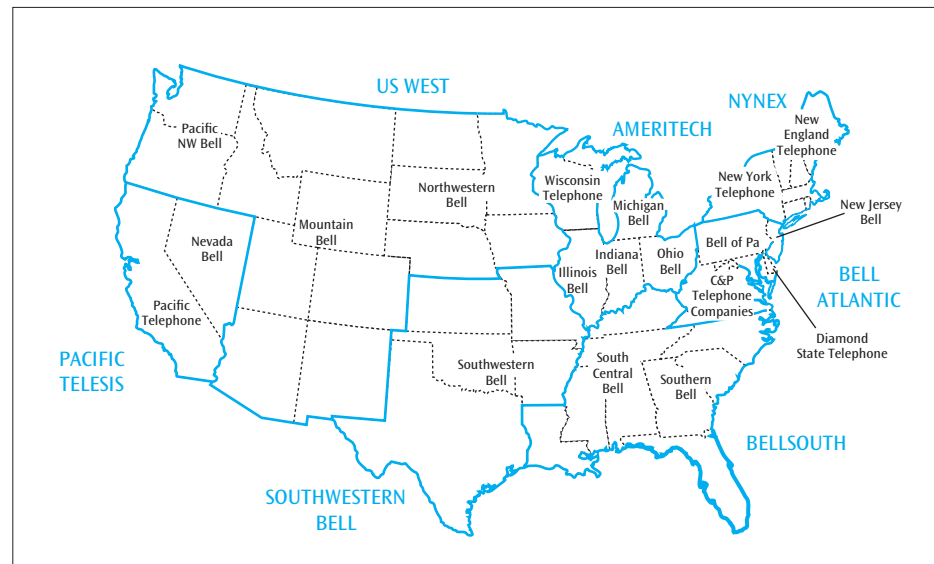 US WEST
NYNEX
AMERITECH
New
England
Telephone
Pacific
NW Bell
Wisconsin
Telephone
New York
Telephone
Northwestern
Bell
Michigan
Bell
New Jersey
Bell
Mountain
Bell
Nevada
Bell
Bell of Pa
Indiana
Bell
Ohio
Bell
Illinois
Bell
C&P
Telephone
Companies
BELL
ATLANTIC
Pacific
Telephone
Diamond
State Telephone
PACIFIC
TELESIS
Southwestern
Bell
South
Central
Bell
Southern
Bell
BELLSOUTH
SOUTHWESTERN
BELL